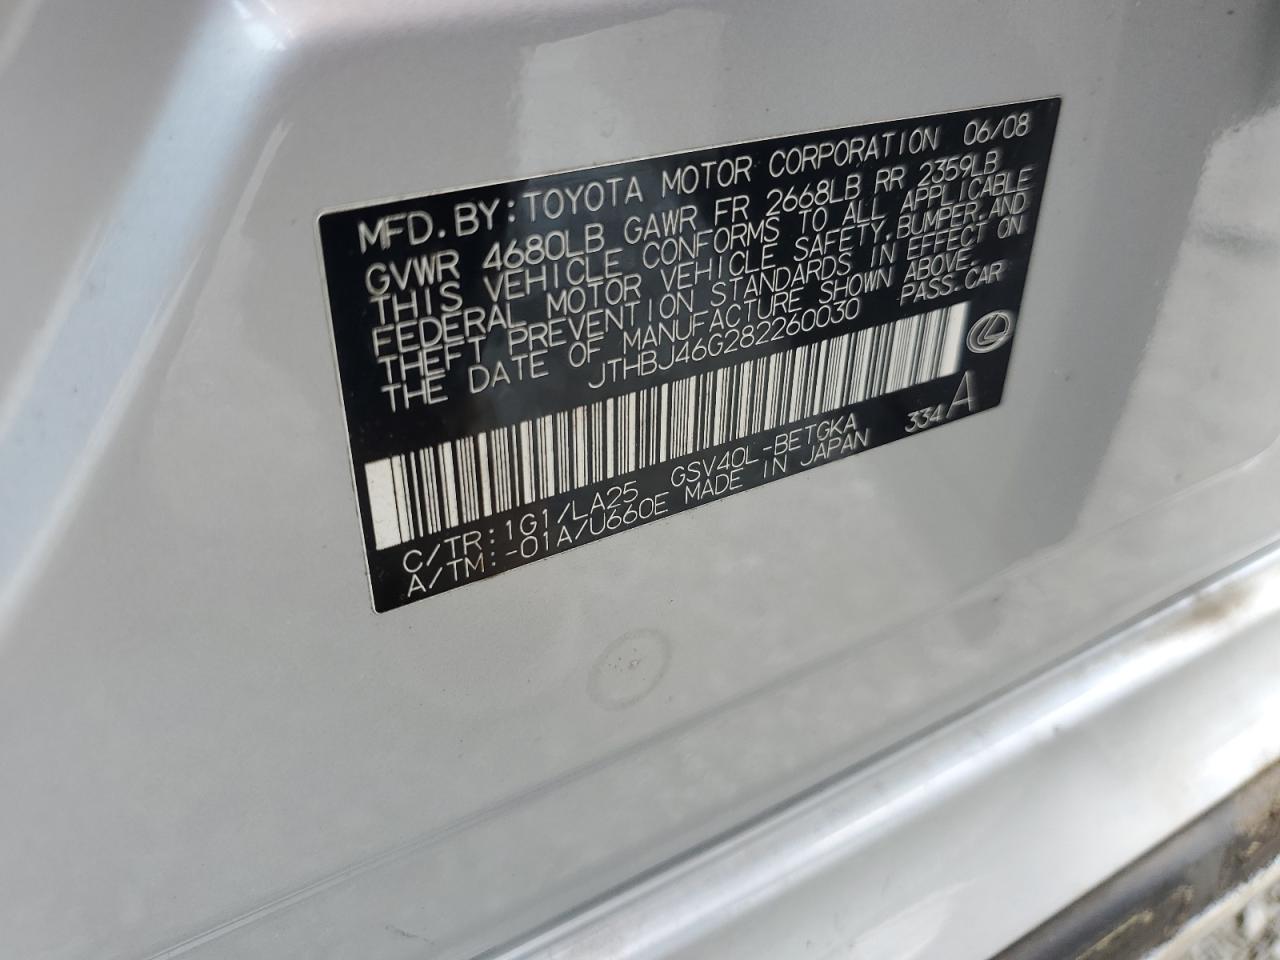 MFD. BY: TOYOTA MOTOR CORPORATION 06/08
GVWR 4680LB GAWR FR 2668LB RR 2359LB
THIS VEHICLE CONFORMS TO ALL APPLICABLE
FEDERAL MOTOR VEHICLE SAFETY, BUMPER, AND
THEFT PREVENTION STANDARDS IN EFFECT ON
THE DATE OF MANUFACTURE SHOWN ABOVE.
JTHBJ46G282260030 PASS. CAR
C/TR: 1G1/LA25 GSV40L-BETGKA 334 A
A/TM: -01A/U660E MADE IN JAPAN